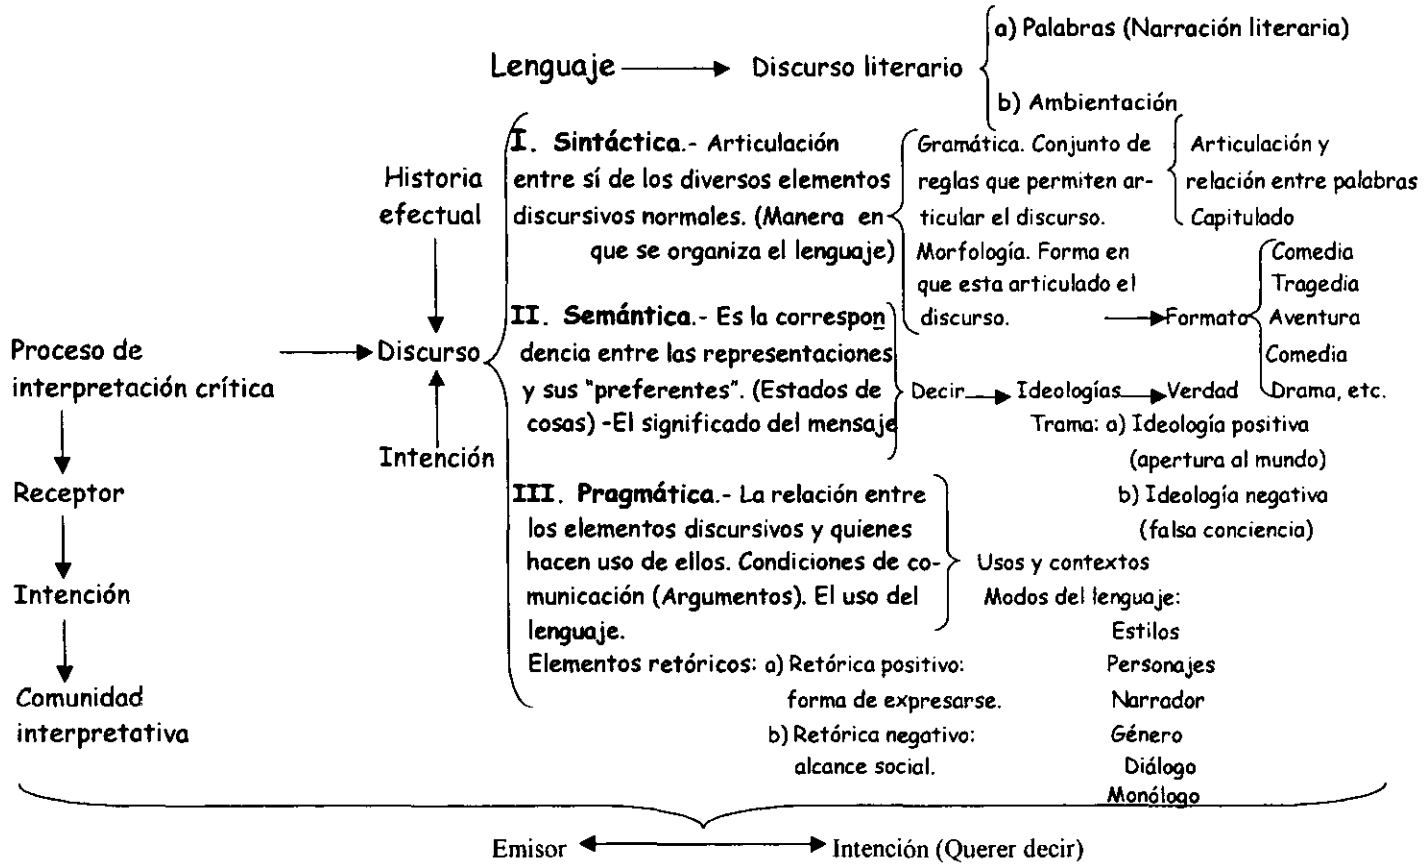 a) Palabras (Narración literaria)
Lenguaje Discurso literario
b) Ambientación
Historia
efectual
Proceso de
interpretación crítica
Discurso
Intención
Receptor
Intención
Comunidad
interpretativa
I. Sintáctica.- Articulación
entre sí de los diversos elementos
discursivos normales. (Manera en
que se organiza el lenguaje)
Gramática. Conjunto de
reglas que permiten ar-
ticular el discurso.
Morfología. Forma en
que esta articulado el
discurso.
Articulación y
relación entre palabras
Capitulado
Formato
Comedia
Tragedia
Aventura
Comedia
Drama, etc.
II. Semántica.- Es la correspon
dencia entre las representaciones
y sus "preferentes". (Estados de
cosas) -El significado del mensaje
Decir Ideologías Verdad
Trama: a) Ideología positiva
(apertura al mundo)
b) Ideología negativa
(falsa conciencia)
III. Pragmática.- La relación entre
los elementos discursivos y quienes
hacen uso de ellos. Condiciones de co-
municación (Argumentos). El uso del
lenguaje.
Usos y contextos
Modos del lenguaje:
Estilos
Personajes
Narrador
Género
Diálogo
Monólogo
Elementos retóricos: a) Retórica positivo:
forma de expresarse.
b) Retórica negativo:
alcance social.
Emisor Intención (Querer decir)